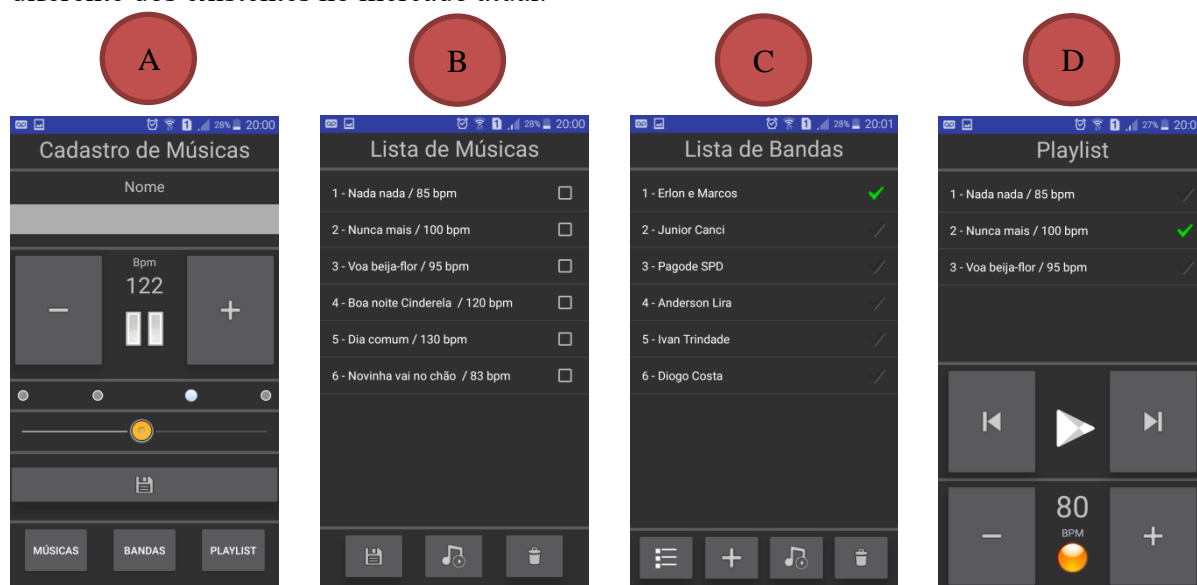 A
B
C
D
28% 20:00
Cadastro de Músicas
Nome
Bpm
122
MÚSICAS
BANDAS
PLAYLIST
28% 20:00
Lista de Músicas
1 - Nada nada / 85 bpm
2 - Nunca mais / 100 bpm
3 - Voa beija-flor / 95 bpm
4 - Boa noite Cinderela / 120 bpm
5 - Dia comum / 130 bpm
6 - Novinha vai no chão / 83 bpm
28% 20:01
Lista de Bandas
1 - Erlon e Marcos
2 - Junior Canci
3 - Pagode SPD
4 - Anderson Lira
5 - Ivan Trindade
6 - Diogo Costa
27% 20:0
Playlist
1 - Nada nada / 85 bpm
2 - Nunca mais / 100 bpm
3 - Voa beija-flor / 95 bpm
80
BPM